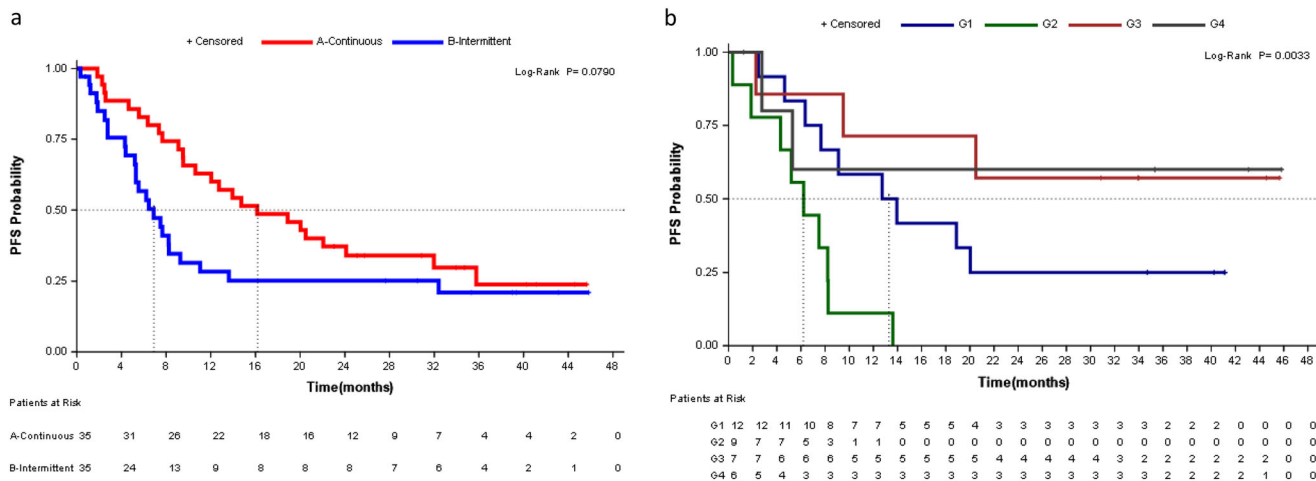 a
+ Censored A-Continuous B-Intermittent
Log-Rank P= 0.0790
1.00
0.75
0.50
0.25
0.00
PFS Probability
0 4 8 12 16 20 24 28 32 36 40 44 48
Time(months)
Patients at Risk
A-Continuous 35 31 26 22 18 16 12 9 7 4 4 2 0
B-Intermittent 35 24 13 9 8 8 8 7 6 4 2 1 0
b
+ Censored G1 G2 G3 G4
Log-Rank P= 0.0033
1.00
0.75
0.50
0.25
0.00
PFS Probability
0 2 4 6 8 10 12 14 16 18 20 22 24 26 28 30 32 34 36 38 40 42 44 46 48
Time(months)
Patients at Risk
G1 12 12 11 10 8 7 7 5 5 5 4 3 3 3 3 3 3 3 2 2 2 0 0 0 0
G2 9 7 7 5 3 1 1 0 0 0 0 0 0 0 0 0 0 0 0 0 0 0 0 0 0
G3 7 7 6 6 6 5 5 5 5 5 5 4 4 4 4 4 3 2 2 2 2 2 2 0 0
G4 6 5 4 3 3 3 3 3 3 3 3 3 3 3 3 3 3 3 2 2 2 2 1 0 0